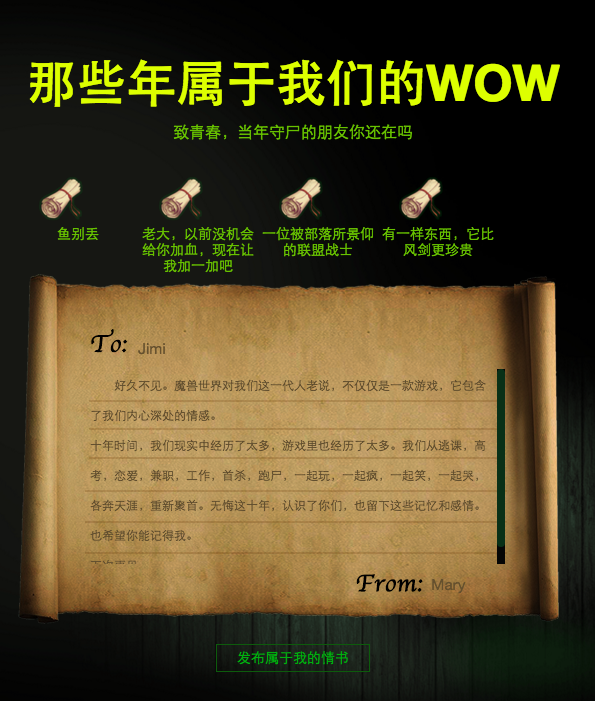 那些年属于我们的WOW
致青春，当年守尸的朋友你还在吗
鱼别丢
老大，以前没机会
给你加血，现在让
我加一加吧
一位被部落所景仰
的联盟战士
有一样东西，它比
风剑更珍贵
To: Jimi
好久不见。魔兽世界对我们这一代人老说，不仅仅是一款游戏，它包含
了我们内心深处的情感。
十年时间，我们现实中经历了太多，游戏里也经历了太多。我们从逃课，高
考，恋爱，兼职，工作，首杀，跑尸，一起玩，一起疯，一起笑，一起哭，
各奔天涯，重新聚首。无悔这十年，认识了你们，也留下这些记忆和感情。
也希望你能记得我。
From: Mary
发布属于我的情书